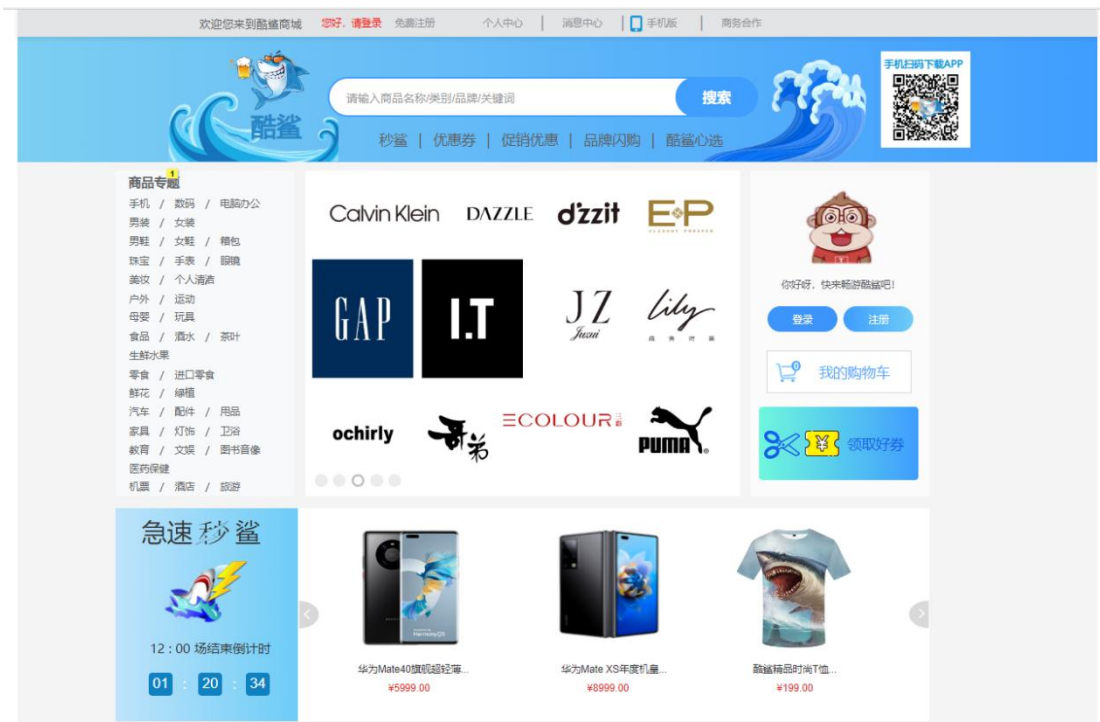 欢迎您来到酷鲨商城 您好，请登录 免费注册 个人中心 | 消息中心 | 手机版 | 商务合作
手机扫码下载APP
酷鲨
请输入商品名称/类别/品牌/关键词 搜索
秒鲨 | 优惠券 | 促销优惠 | 品牌闪购 | 酷鲨心选
商品专题 1
手机 / 数码 / 电脑办公
男装 / 女装
男鞋 / 女鞋 / 箱包
珠宝 / 手表 / 眼镜
美妆 / 个人清洁
户外 / 运动
母婴 / 玩具
食品 / 酒水 / 茶叶
生鲜水果
零食 / 进口零食
鲜花 / 绿植
汽车 / 配件 / 用品
家具 / 灯饰 / 卫浴
教育 / 文娱 / 图书音像
医药保健
机票 / 酒店 / 旅游
Calvin Klein DAZZLE d'zzit E·P
GAP I.T JZ Lily
Juzui
商 务 时 装
ochirly 哥弟 ECOLOUR 三彩 PUMA
你好呀，快来畅游酷鲨吧！
登录 注册
0 我的购物车
¥ 领取好券
急速秒鲨
12：00 场结束倒计时
01 : 20 : 34
HarmonyOS
华为Mate40旗舰超轻薄...
¥5999.00
华为Mate XS年度机皇...
¥8999.00
酷鲨精品时尚T恤...
¥199.00